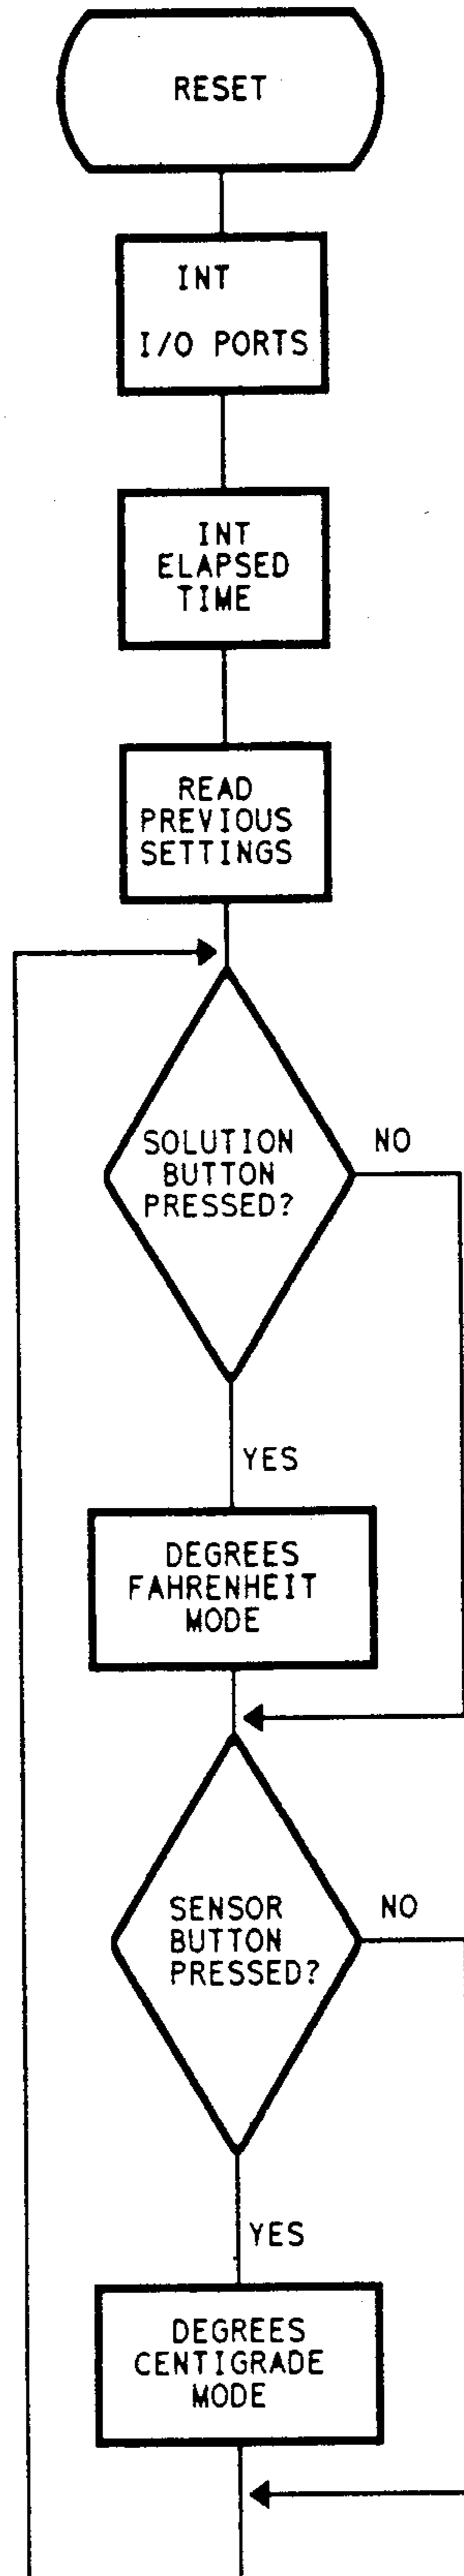 RESET
INT
I/O PORTS
INT
ELAPSED
TIME
READ
PREVIOUS
SETTINGS
SOLUTION
BUTTON
PRESSED?
NO
YES
DEGREES
FAHRENHEIT
MODE
SENSOR
BUTTON
PRESSED?
NO
YES
DEGREES
CENTIGRADE
MODE